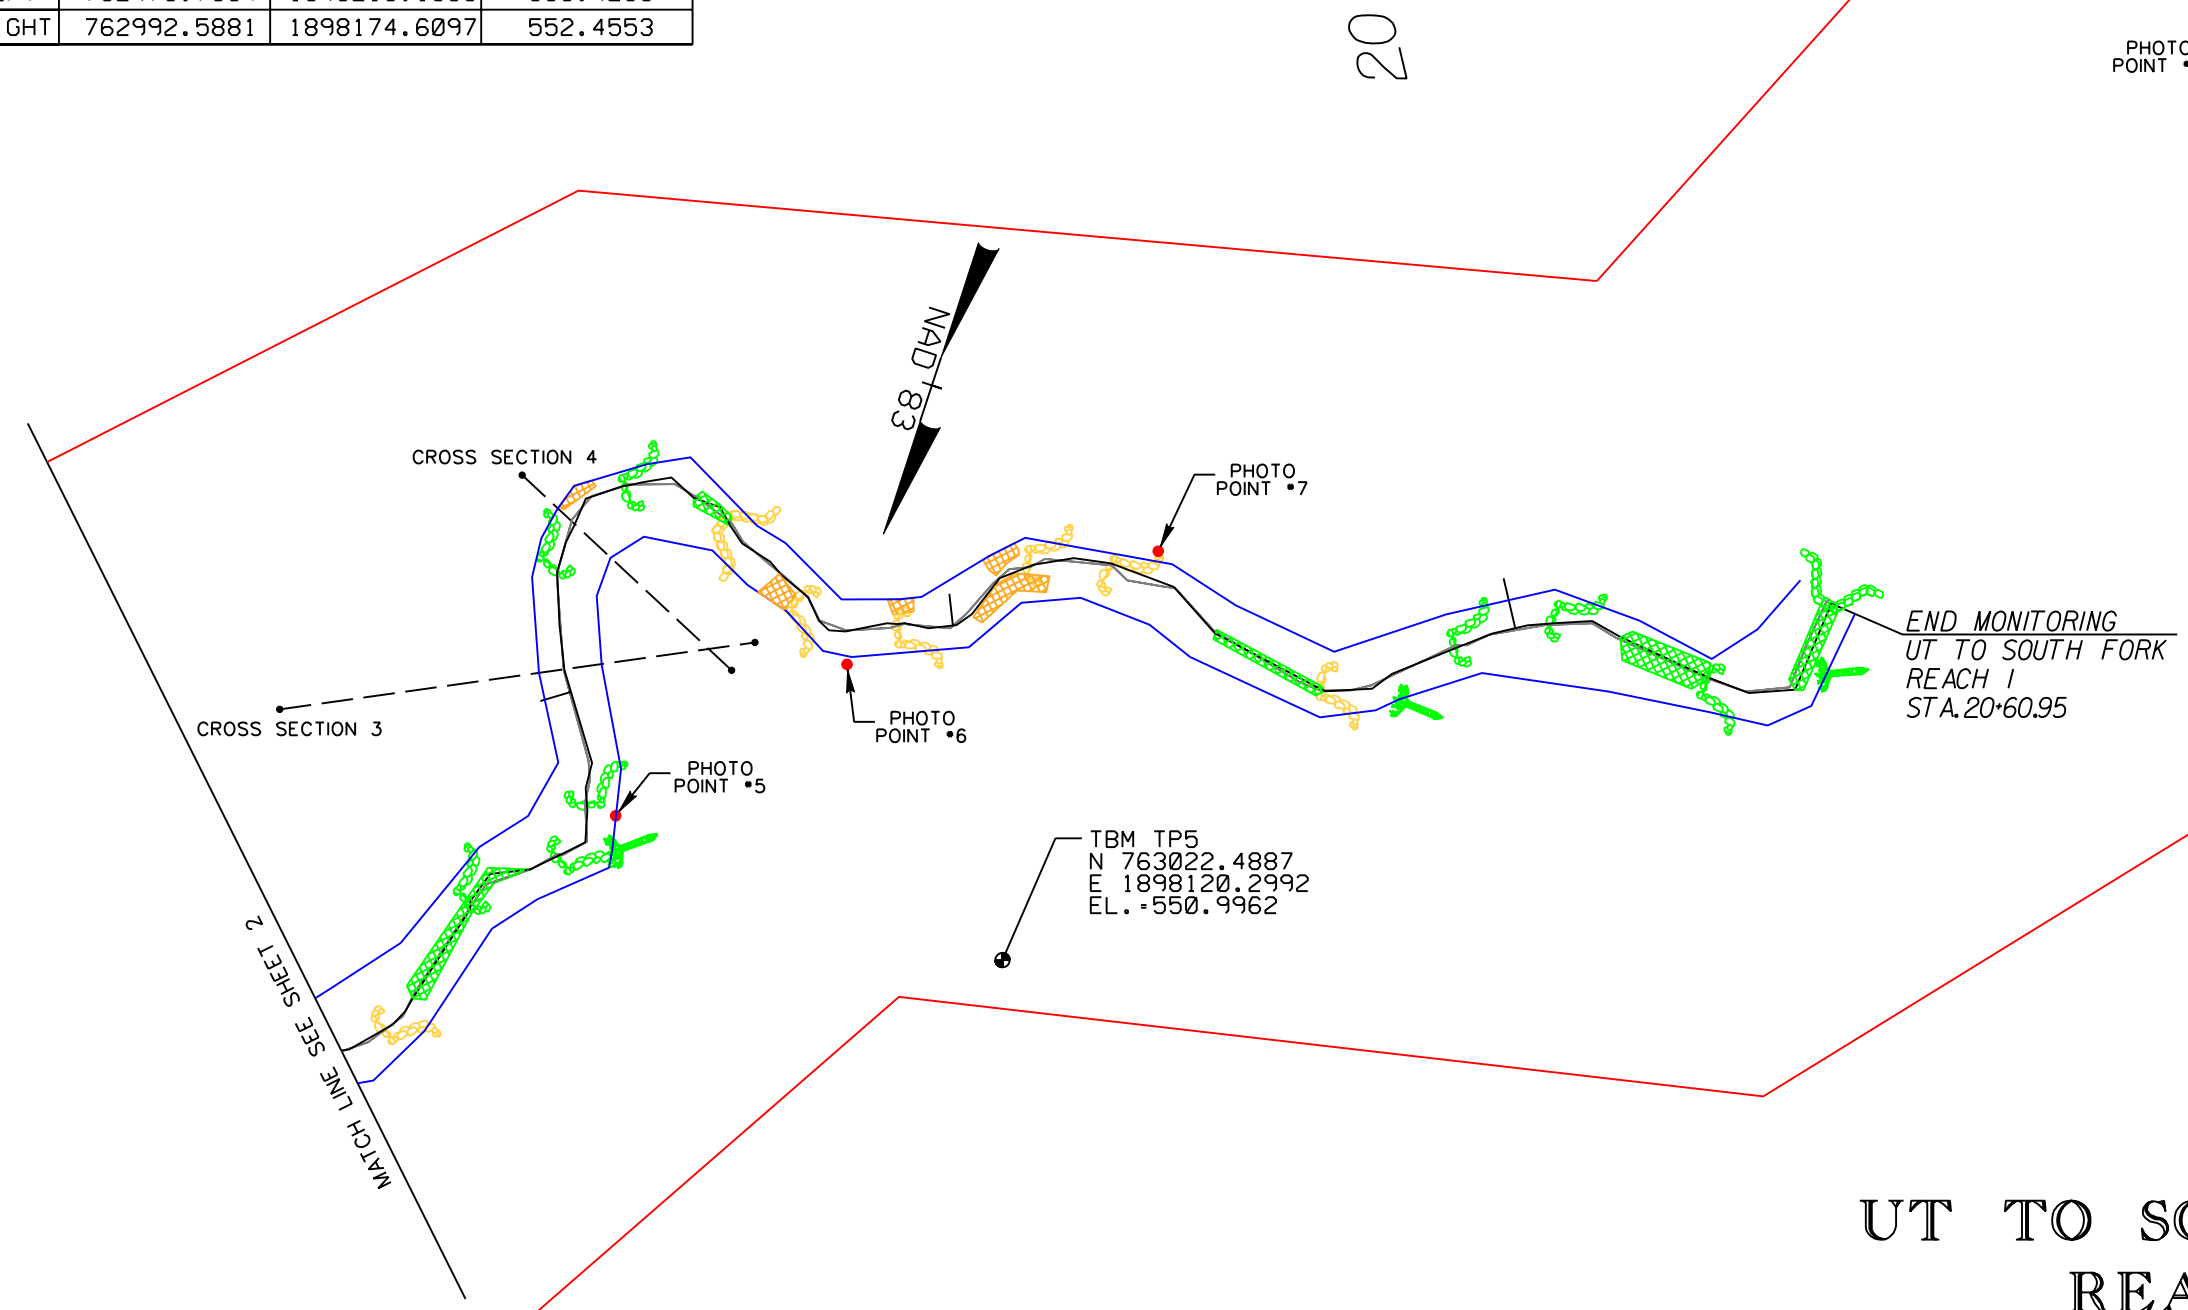 762992.5881 1898174.6097 552.4553
20
PHOTO
POINT
NAD 83
CROSS SECTION 4
PHOTO
POINT #7
END MONITORING
UT TO SOUTH FORK
REACH 1
STA. 20+60.95
CROSS SECTION 3
PHOTO
POINT #6
PHOTO
POINT #5
TBM TP5
N 763022.4887
E 1898120.2992
EL.=550.9962
MATCH LINE SEE SHEET 2
UT TO